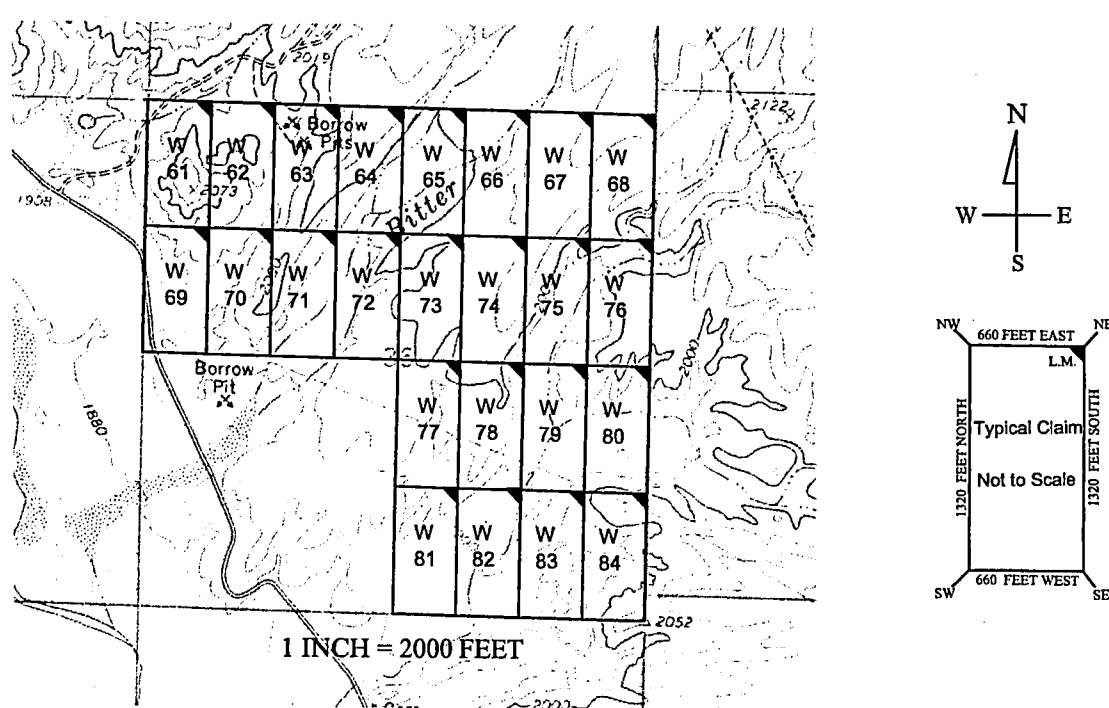 2019
2122
Borrow
Pits
W
61
W
62
W
63
W
64
W
65
W
66
W
67
W
68
2073
1908
Bitter
W
69
W
70
W
71
W
72
W
73
W
74
W
75
W
76
Borrow
Pit
1880
2000
W
77
W
78
W
79
W
80
W
81
W
82
W
83
W
84
2052
1 INCH = 2000 FEET
2000
N
W
E
S
NW
660 FEET EAST
NE
L.M.
1320 FEET NORTH
Typical Claim
Not to Scale
1320 FEET SOUTH
660 FEET WEST
SW
SE